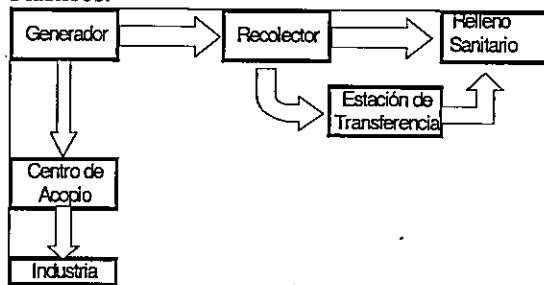 Generador
Recolector
Relleno
Sanitario
Estación de
Transferencia
Centro de
Acopio
Industria